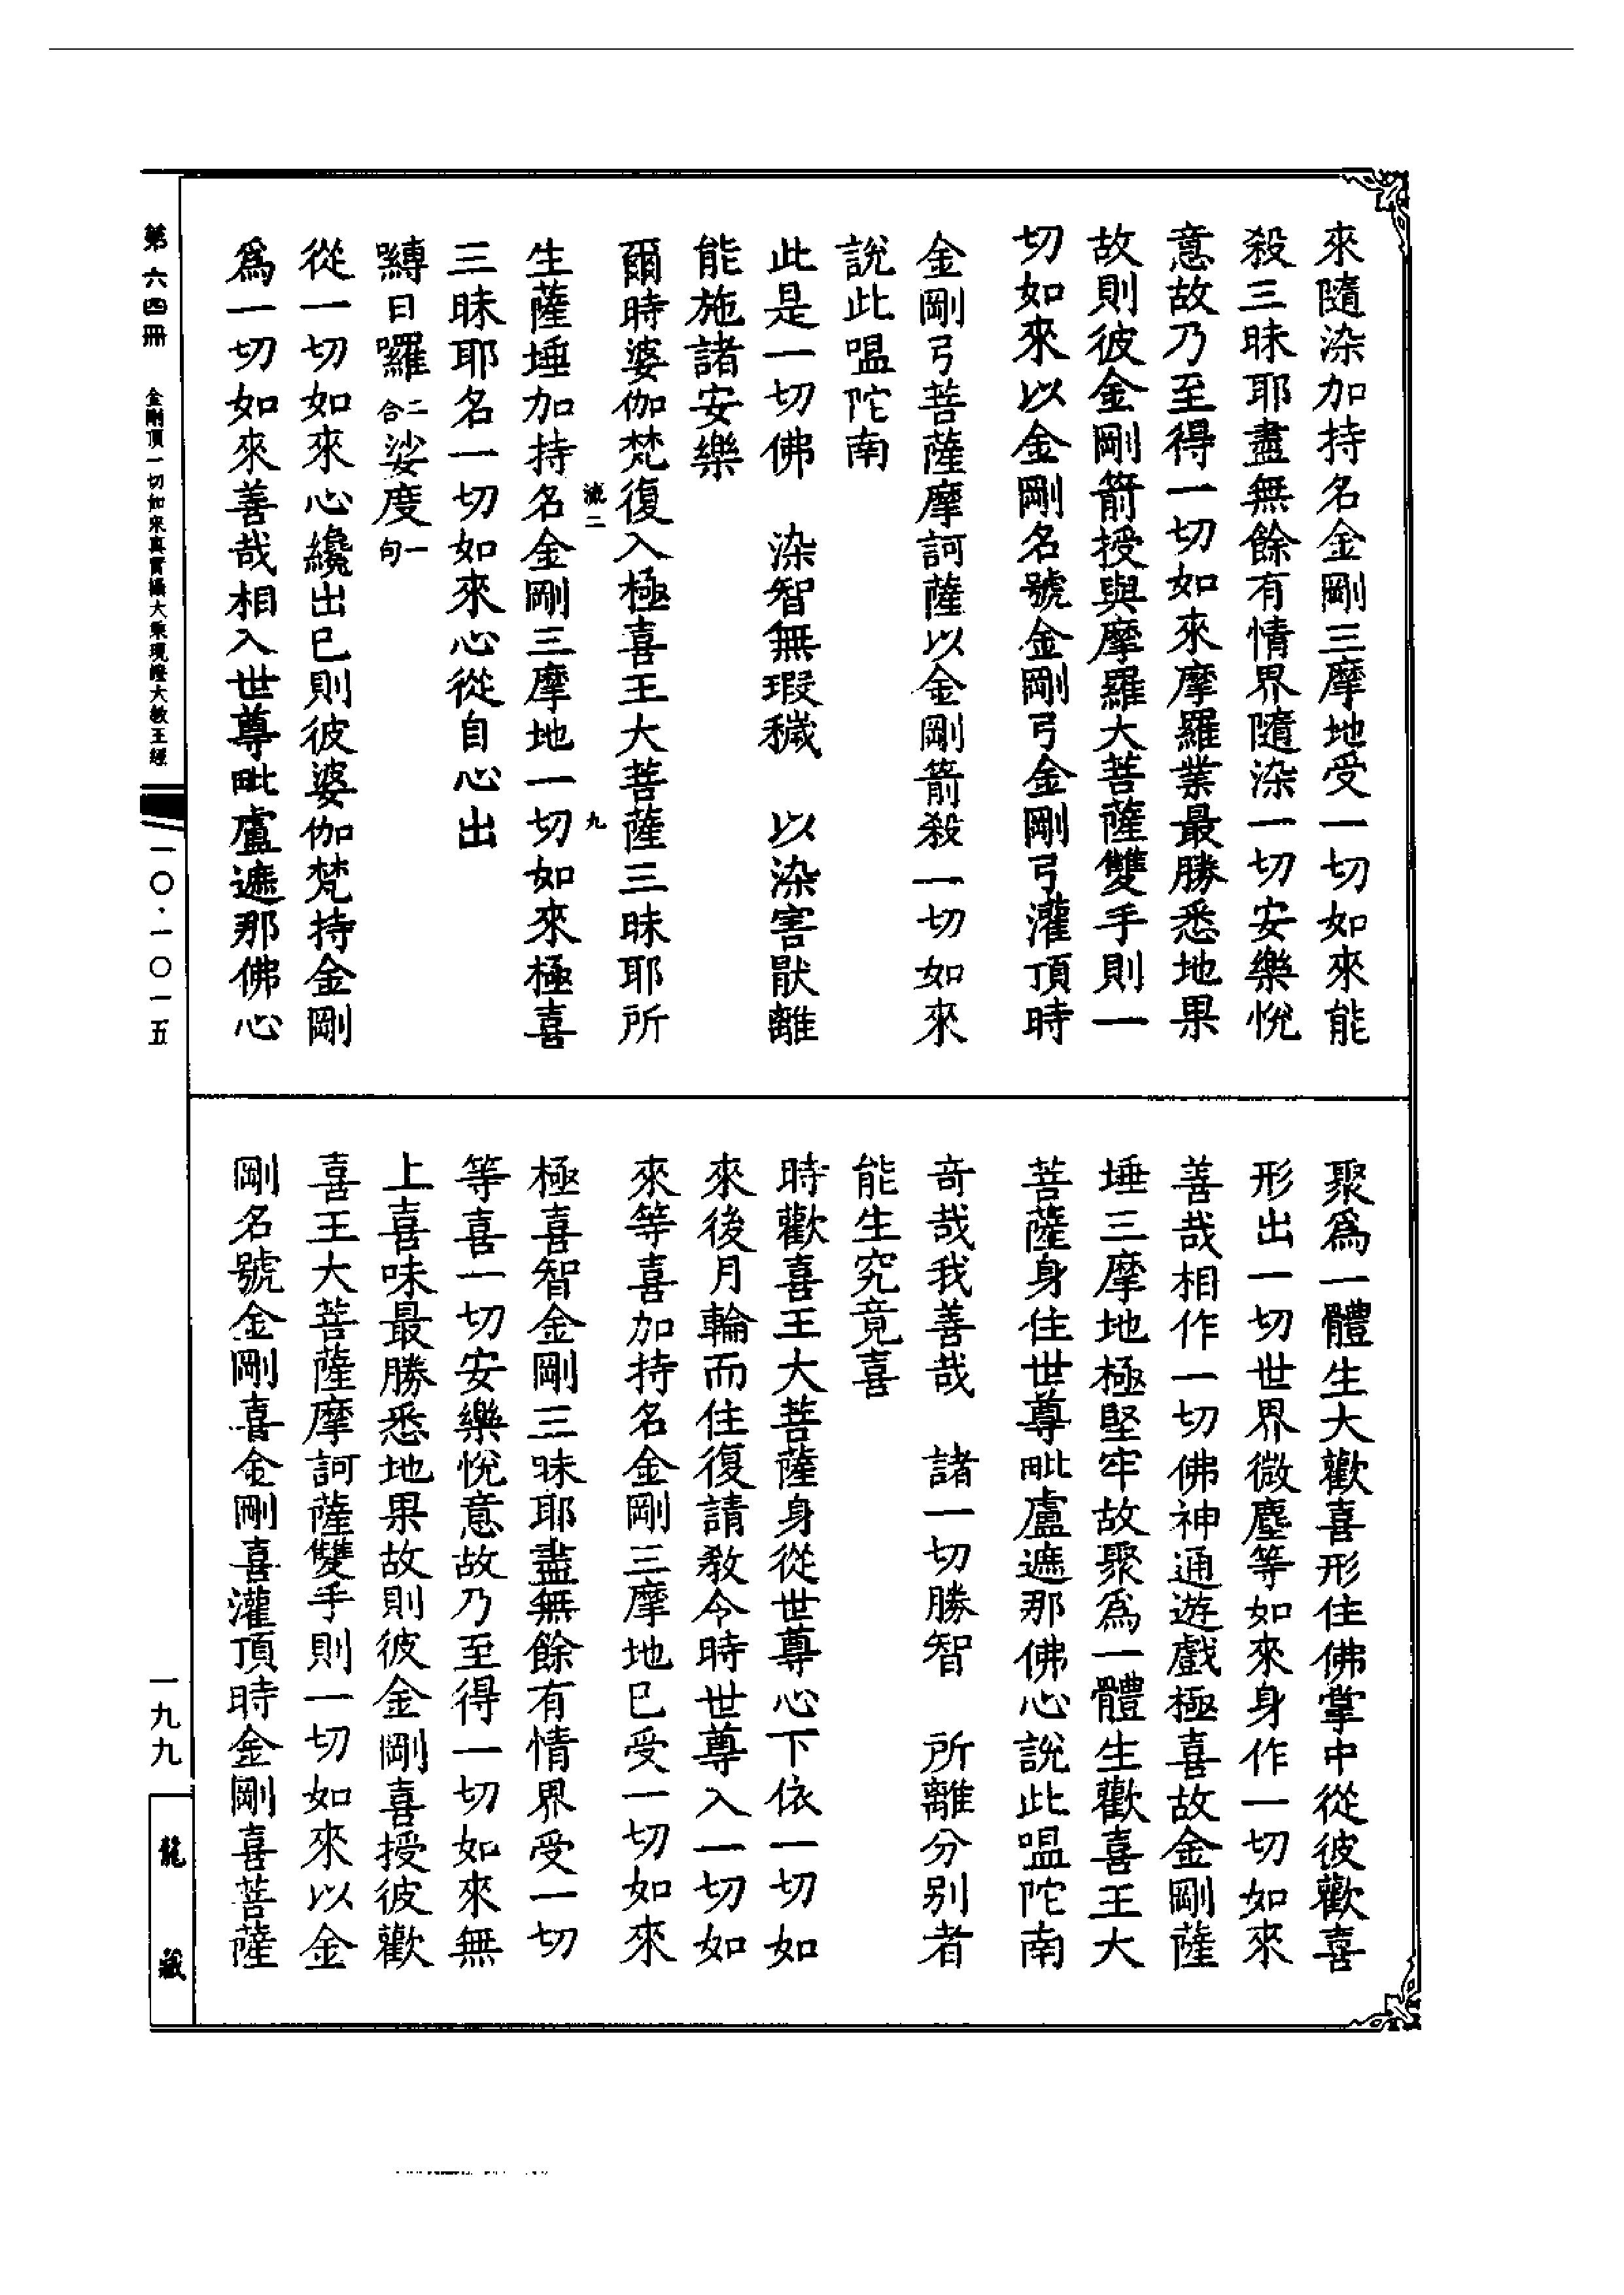 來隨染加持名金剛三摩地受一切如來能
殺三昧耶盡無餘有情界隨染一切安樂悅
意故乃至得一切如來摩羅業最勝悉地果
故則彼金剛箭授與摩羅大菩薩雙手則一
切如來以金剛名號金剛弓金剛弓灌頂時
金剛弓菩薩摩訶薩以金剛箭殺一切如來
說此嗢陀南
此是一切佛　染智無瑕穢　以染害猒離
能施諸安樂
爾時婆伽梵復入極喜王大菩薩三昧耶所
澂二　九
生薩埵加持名金剛三摩地一切如來極喜
三昧耶名一切如來心從自心出
嚩日囉二合娑度一句
從一切如來心纔出已則彼婆伽梵持金剛
爲一切如來善哉相入世尊毗盧遮那佛心
聚爲一體生大歡喜形住佛掌中從彼歡喜
形出一切世界微塵等如來身作一切如來
善哉相作一切佛神通遊戲極喜故金剛薩
埵三摩地極堅牢故聚爲一體生歡喜王大
菩薩身住世尊毗盧遮那佛心說此嗢陀南
奇哉我善哉　諸一切勝智　所離分别者
能生究竟喜
時歡喜王大菩薩身從世尊心下依一切如
來後月輪而住復請教令時世尊入一切如
來等喜加持名金剛三摩地已受一切如來
極喜智金剛三昧耶盡無餘有情界受一切
等喜一切安樂悅意故乃至得一切如來無
上喜味最勝悉地果故則彼金剛喜授彼歡
喜王大菩薩摩訶薩雙手則一切如來以金
剛名號金剛喜金剛喜灌頂時金剛喜菩薩
第六四冊　金剛頂一切如來真實攝大乘現證大教王經
一〇·一〇一五
一九九
龍藏